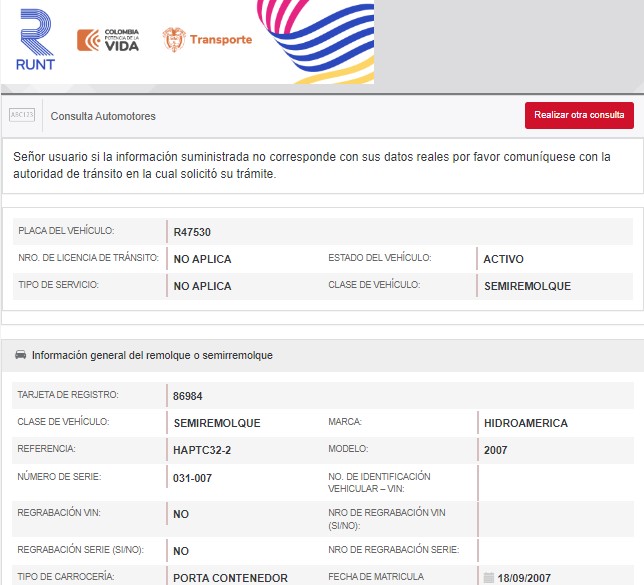 RUNT
COLOMBIA
POTENCIA DE LA
VIDA
Transporte
ABC123
Consulta Automotores
Realizar otra consulta
Señor usuario si la información suministrada no corresponde con sus datos reales por favor comuníquese con la
autoridad de tránsito en la cual solicitó su trámite.
PLACA DEL VEHÍCULO: R47530
NRO. DE LICENCIA DE TRÁNSITO: NO APLICA ESTADO DEL VEHÍCULO: ACTIVO
TIPO DE SERVICIO: NO APLICA CLASE DE VEHÍCULO: SEMIREMOLQUE
Información general del remolque o semirremolque
TARJETA DE REGISTRO: 86984
CLASE DE VEHÍCULO: SEMIREMOLQUE MARCA: HIDROAMERICA
REFERENCIA: HAPTC32-2 MODELO: 2007
NÚMERO DE SERIE: 031-007 NO. DE IDENTIFICACIÓN
VEHICULAR – VIN:
REGRABACIÓN VIN: NO NRO DE REGRABACIÓN VIN
(SI/NO):
REGRABACIÓN SERIE (SI/NO): NO NRO DE REGRABACIÓN SERIE:
TIPO DE CARROCERÍA: PORTA CONTENEDOR FECHA DE MATRICULA 18/09/2007